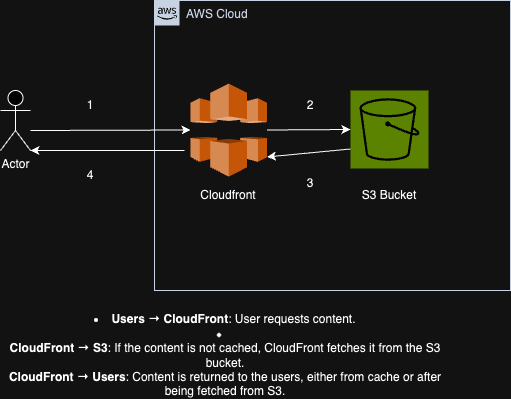 aws
AWS Cloud
1
2
Actor
4
3
Cloudfront
S3 Bucket
▪ Users → CloudFront: User requests content.
•
CloudFront → S3: If the content is not cached, CloudFront fetches it from the S3
bucket.
CloudFront → Users: Content is returned to the users, either from cache or after
being fetched from S3.